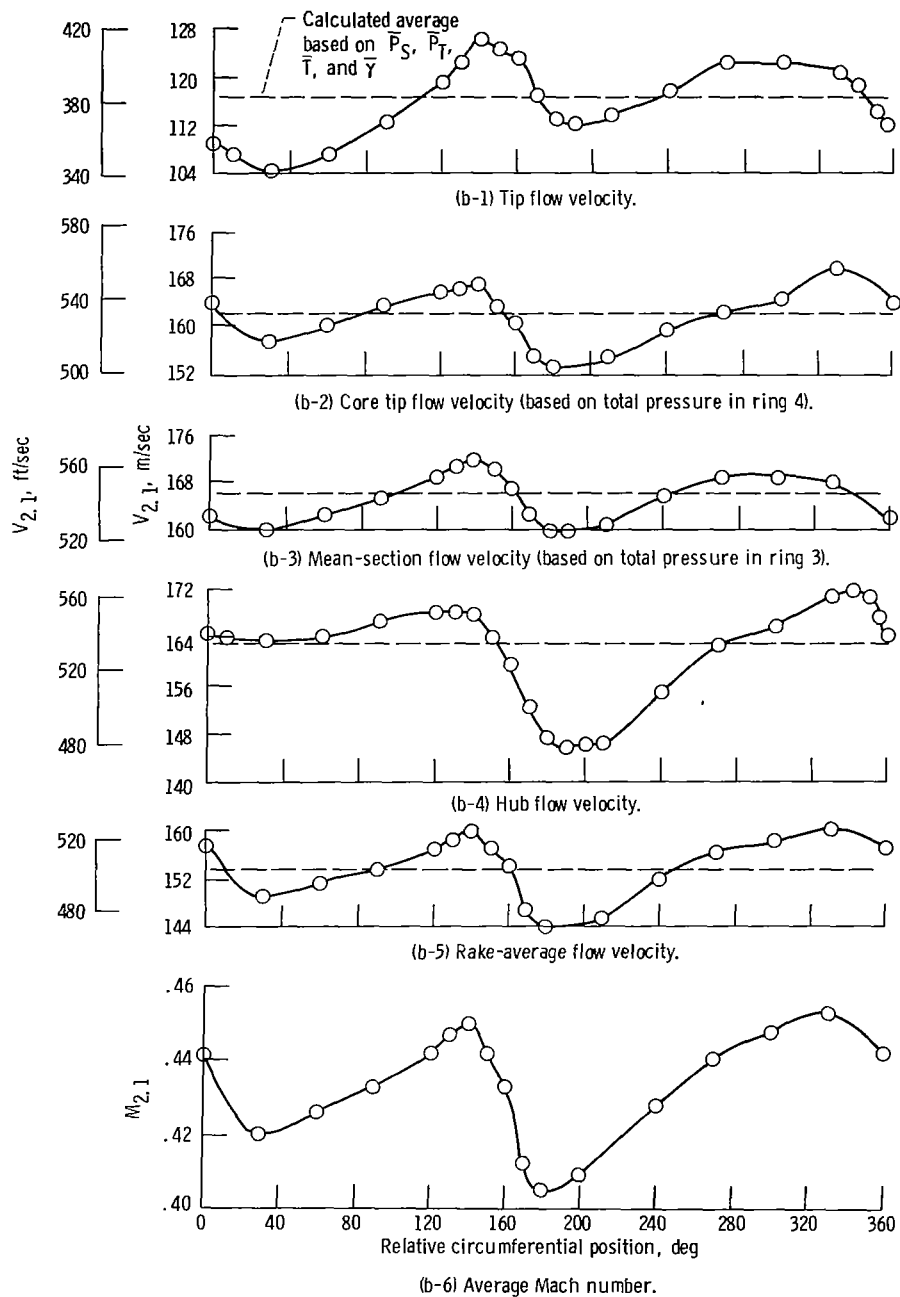 Calculated average
based on P̅S, P̅T,
T̅, and γ̅
420
380
340
128
120
112
104
(b-1) Tip flow velocity.
580
540
500
176
168
160
152
(b-2) Core tip flow velocity (based on total pressure in ring 4).
V2.1, ft/sec
V2.1, m/sec
560
520
176
168
160
(b-3) Mean-section flow velocity (based on total pressure in ring 3).
560
520
480
172
164
156
148
140
(b-4) Hub flow velocity.
520
480
160
152
144
(b-5) Rake-average flow velocity.
M2.1
.46
.44
.42
.40
0 40 80 120 160 200 240 280 320 360
Relative circumferential position, deg
(b-6) Average Mach number.